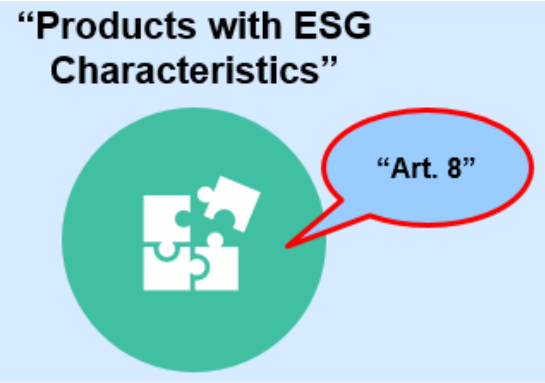 “Products with ESG
Characteristics”
“Art. 8”